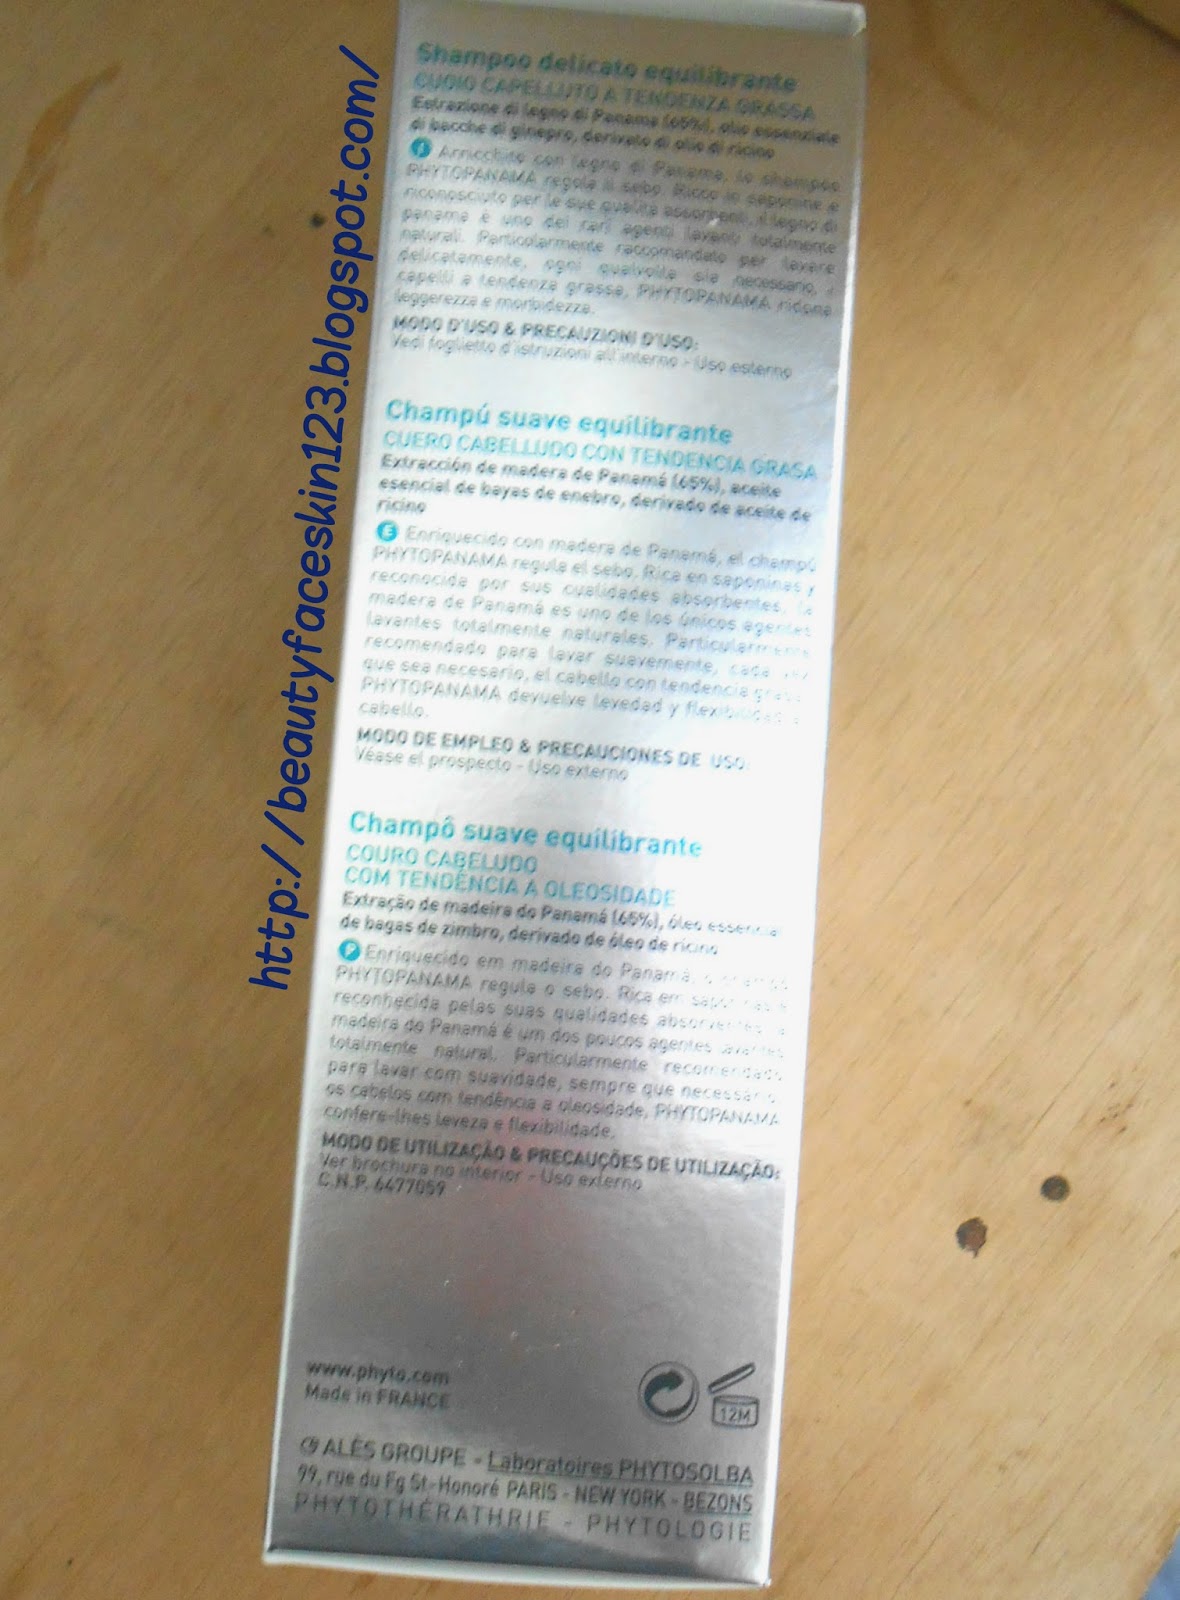 http://beautyfaceskin123.blogspot.com/
Shampoo delicato equilibrante
CUOIO CAPELLUTO A TENDENZA GRASSA
Estrazione di legno di Panama (65%), olio essenziale
di bacche di ginepro, derivato di olio di ricino
I Arricchito con legno di Panama, lo shampoo
PHYTOPANAMA regola il sebo. Ricco in saponine e
riconosciuto per le sue qualità assorbenti, il legno di
panama è uno dei rari agenti lavanti totalmente
naturali. Particolarmente raccomandato per lavare
delicatamente, ogni qualvolta sia necessario, i
capelli a tendenza grassa, PHYTOPANAMA ridona
leggerezza e morbidezza.
MODO D'USO & PRECAUZIONI D'USO:
Vedi foglietto d'istruzioni all'interno - Uso esterno
Champú suave equilibrante
CUERO CABELLUDO CON TENDENCIA GRASA
Extracción de madera de Panamá (65%), aceite
esencial de bayas de enebro, derivado de aceite de
ricino
E Enriquecido con madera de Panamá, el champú
PHYTOPANAMA regula el sebo. Rica en saponinas y
reconocida por sus cualidades absorbentes, la
madera de Panamá es uno de los únicos agentes
lavantes totalmente naturales. Particularmente
recomendado para lavar suavemente, cada vez
que sea necesario, el cabello con tendencia grasa
PHYTOPANAMA devuelve levedad y flexibilidad
cabello.
MODO DE EMPLEO & PRECAUCIONES DE USO:
Véase el prospecto - Uso externo
Champô suave equilibrante
COURO CABELUDO
COM TENDÊNCIA A OLEOSIDADE
Extração de madeira do Panamá (65%), óleo essencial
de bagas de zimbro, derivado de óleo de ricino
P Enriquecido em madeira do Panamá, o
PHYTOPANAMA regula o sebo. Rica em saponinas e
reconhecida pelas suas qualidades absorventes, a
madeira do Panamá é um dos poucos agentes lavantes
totalmente natural. Particularmente recomendado
para lavar com suavidade, sempre que necessário
os cabelos com tendência a oleosidade, PHYTOPANAMA
confere-lhes leveza e flexibilidade.
MODO DE UTILIZAÇÃO & PRECAUÇÕES DE UTILIZAÇÃO:
Ver brochura no interior - Uso externo
C.N.P. 6477059
www.phyto.com
Made in FRANCE
12M
ALÈS GROUPE - Laboratoires PHYTOSOLBA
99, rue du Fg St-Honoré PARIS - NEW YORK - BEZONS
PHYTOTHÉRATHRIE - PHYTOLOGIE